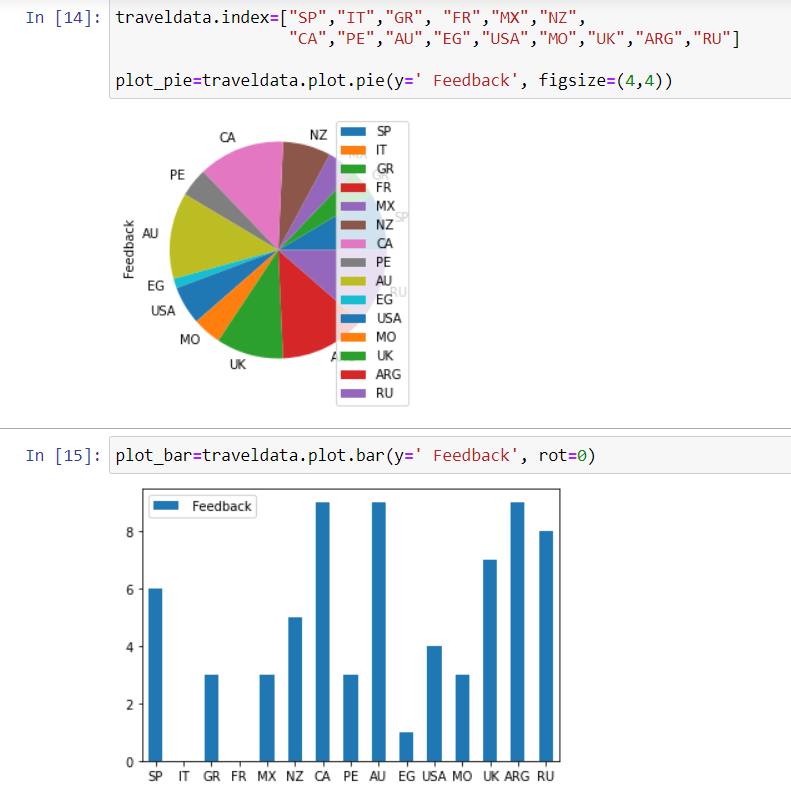 In [14]: traveldata.index=["SP","IT","GR", "FR","MX","NZ",
"CA","PE","AU","EG","USA","MO","UK","ARG","RU"]
plot_pie=traveldata.plot.pie(y=' Feedback', figsize=(4,4))
CA
NZ
PE
AU
EG
USA
MO
UK
Feedback
MX
GR
SP
RU
SP
IT
GR
FR
MX
NZ
CA
PE
AU
EG
USA
MO
UK
ARG
RU
In [15]: plot_bar=traveldata.plot.bar(y=' Feedback', rot=0)
Feedback
8
6
4
2
0
SP IT GR FR MX NZ CA PE AU EG USA MO UK ARG RU